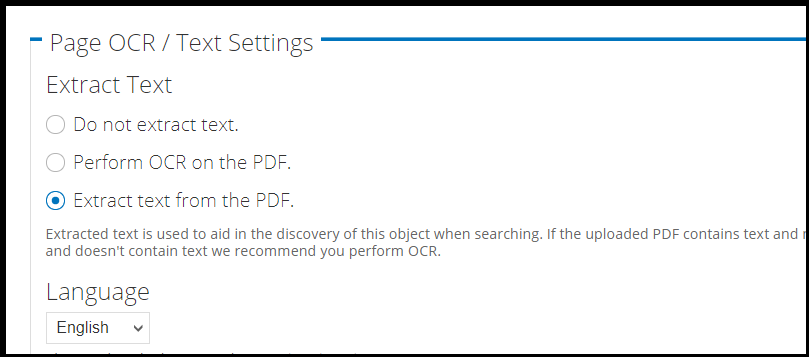 Page OCR / Text Settings
Extract Text
Do not extract text.
Perform OCR on the PDF.
Extract text from the PDF.
Extracted text is used to aid in the discovery of this object when searching. If the uploaded PDF contains text and
and doesn't contain text we recommend you perform OCR.
Language
English